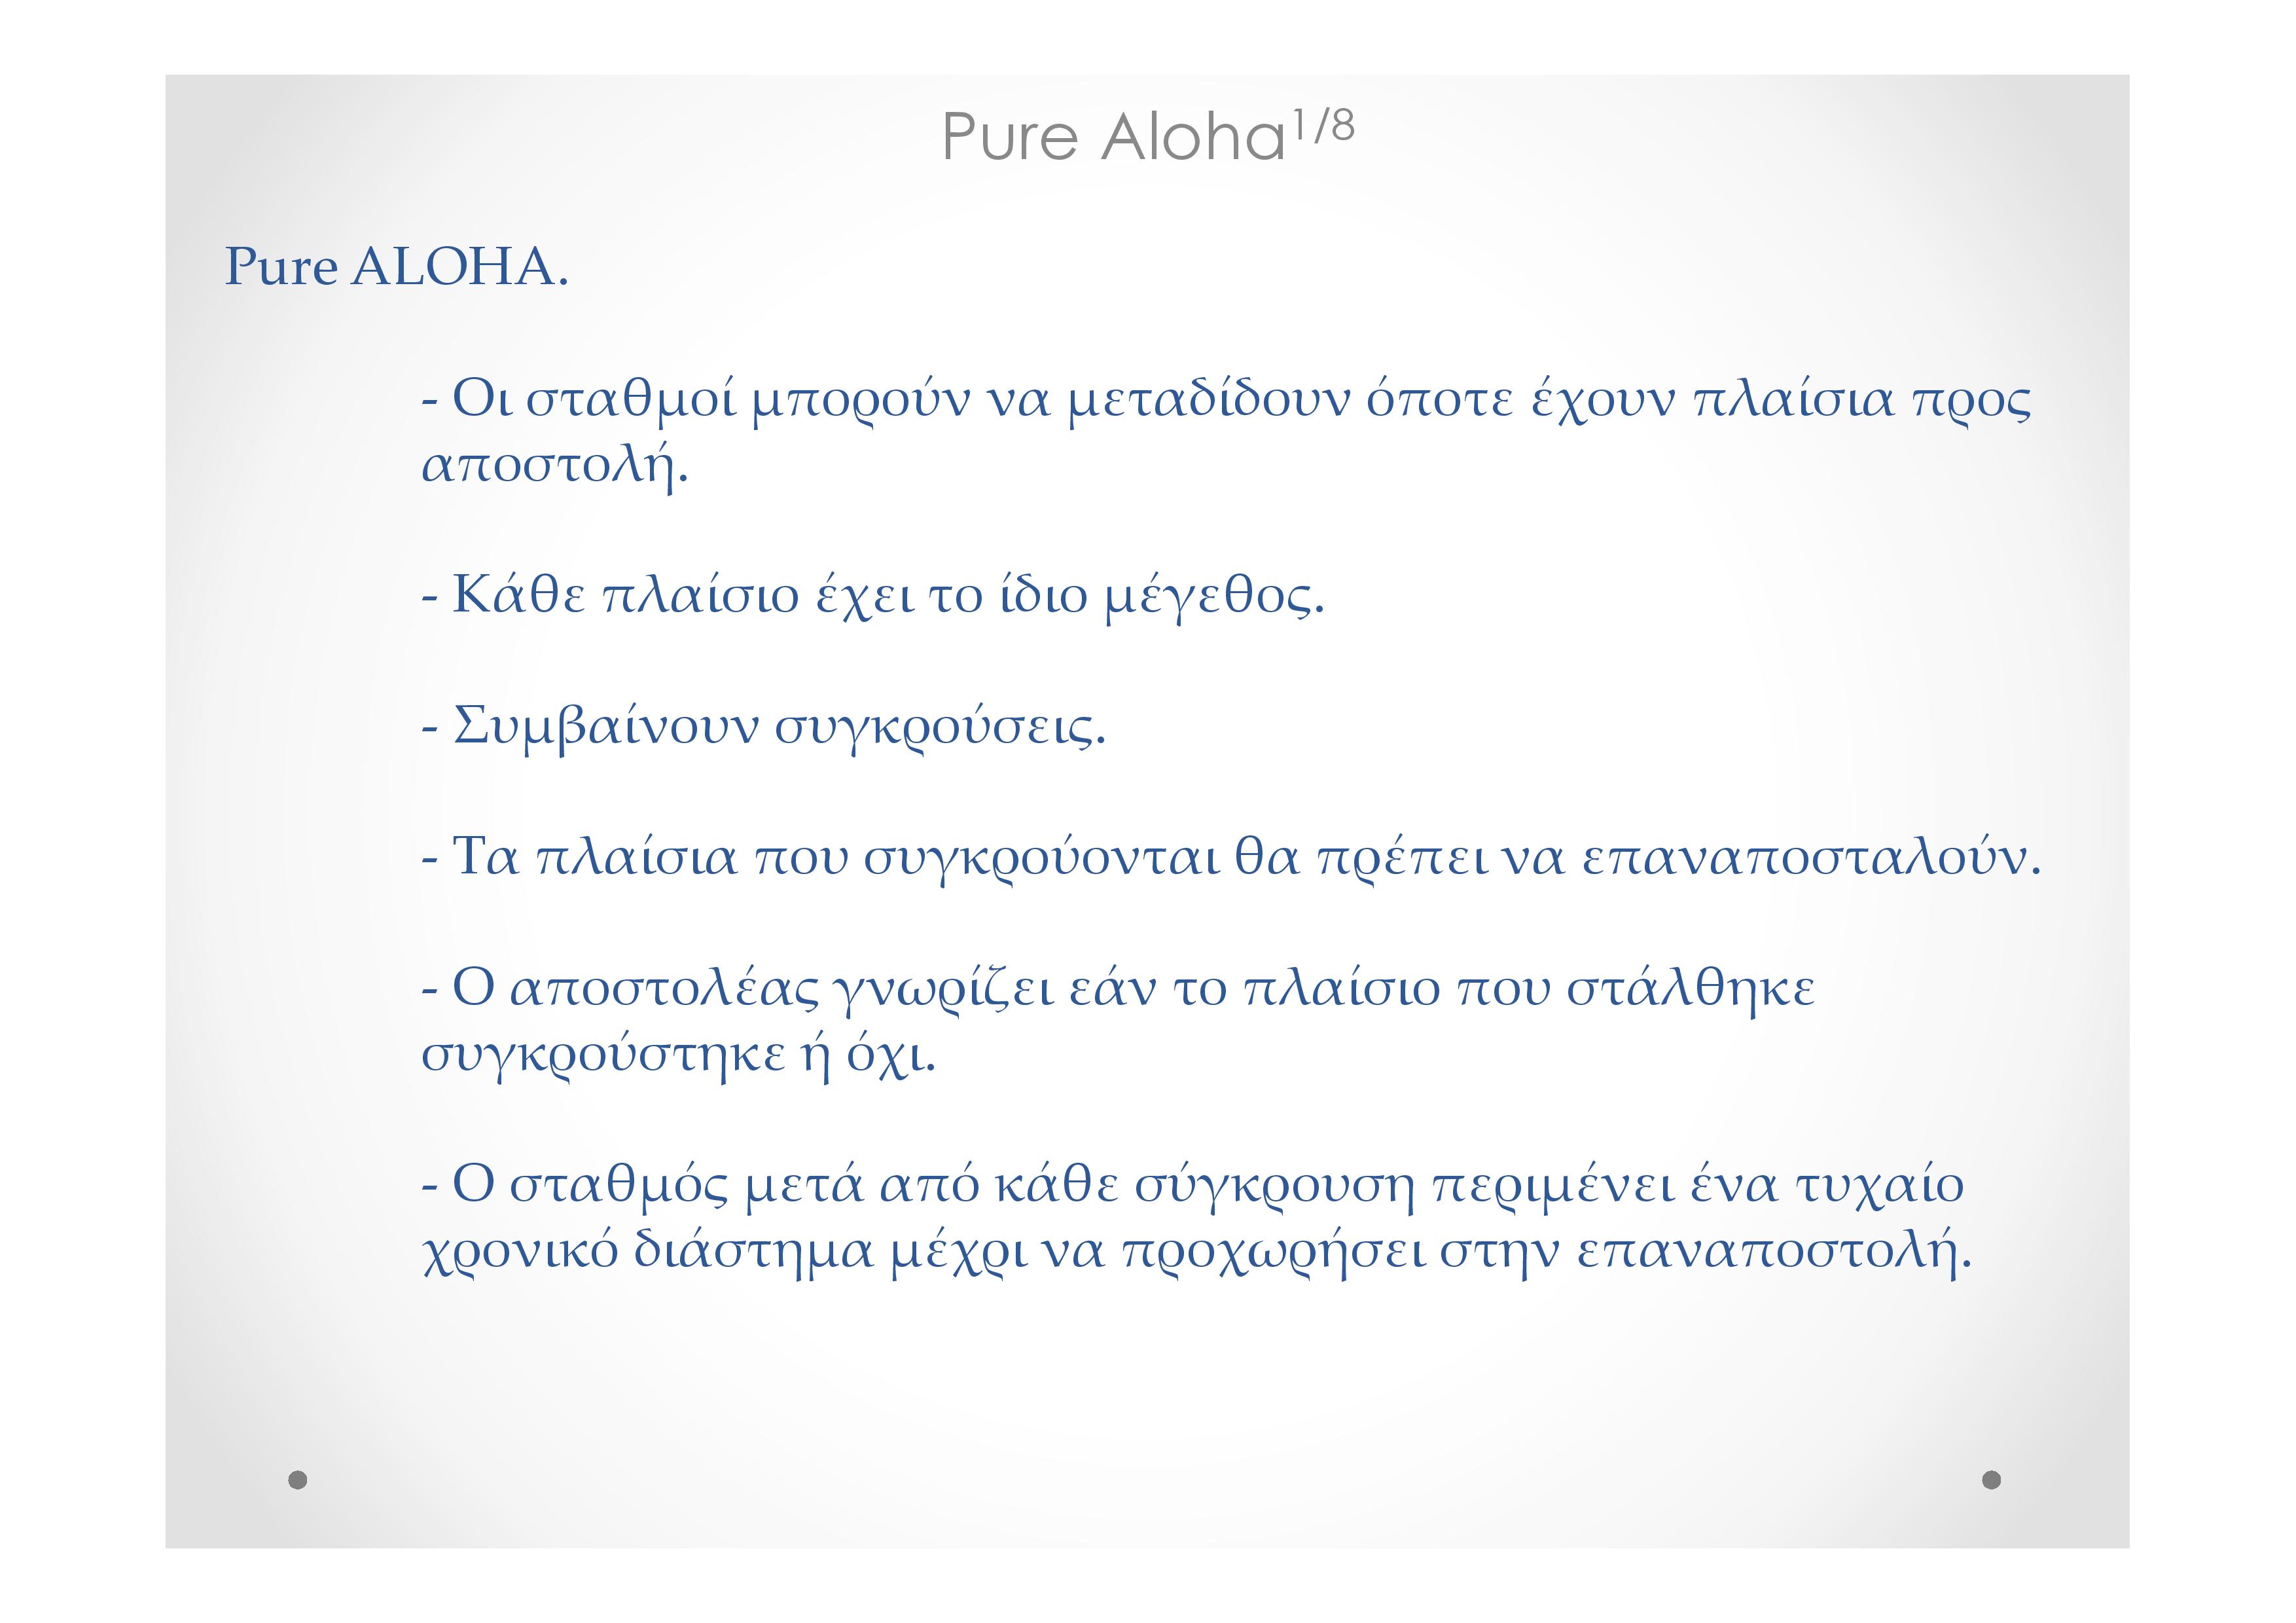 Pure Aloha1/8
Pure ALOHA.
- Οι σταθμοί μπορούν να μεταδίδουν όποτε έχουν πλαίσια προς
αποστολή.
- Κάθε πλαίσιο έχει το ίδιο μέγεθος.
- Συμβαίνουν συγκρούσεις.
- Τα πλαίσια που συγκρούονται θα πρέπει να επαναποσταλούν.
- Ο αποστολέας γνωρίζει εάν το πλαίσιο που στάλθηκε
συγκρούστηκε ή όχι.
- Ο σταθμός μετά από κάθε σύγκρουση περιμένει ένα τυχαίο
χρονικό διάστημα μέχρι να προχωρήσει στην επαναποστολή.